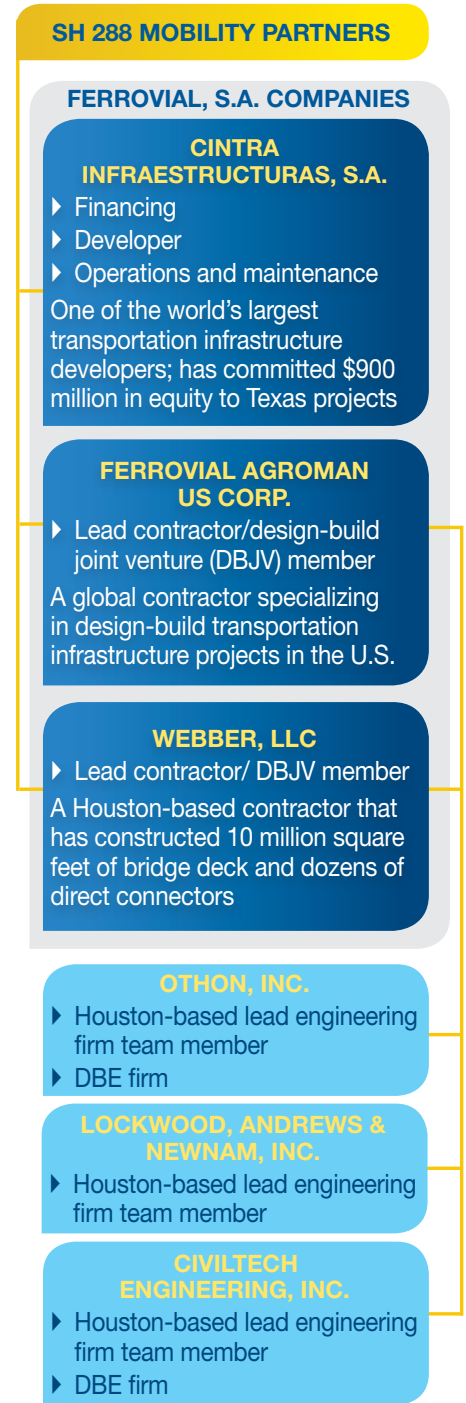 SH 288 MOBILITY PARTNERS
FERROVIAL, S.A. COMPANIES
CINTRA
INFRAESTRUCTURAS, S.A.
Financing
Developer
Operations and maintenance
One of the world's largest
transportation infrastructure
developers; has committed $900
million in equity to Texas projects
FERROVIAL AGROMAN
US CORP.
Lead contractor/design-build
joint venture (DBJV) member
A global contractor specializing
in design-build transportation
infrastructure projects in the U.S.
WEBBER, LLC
Lead contractor/ DBJV member
A Houston-based contractor that
has constructed 10 million square
feet of bridge deck and dozens of
direct connectors
OTHON, INC.
Houston-based lead engineering
firm team member
DBE firm
LOCKWOOD, ANDREWS &
NEWNAM, INC.
Houston-based lead engineering
firm team member
CIVILTECH
ENGINEERING, INC.
Houston-based lead engineering
firm team member
DBE firm